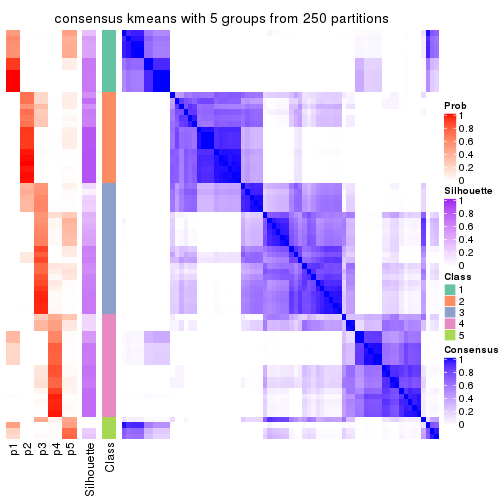 consensus kmeans with 5 groups from 250 partitions
Prob
1
0.8
0.6
0.4
0.2
0
Silhouette
1
0.8
0.6
0.4
0.2
0
Class
1
2
3
4
5
Consensus
1
0.8
0.6
0.4
0.2
0
p1
p2
p3
p4
p5
Silhouette
Class